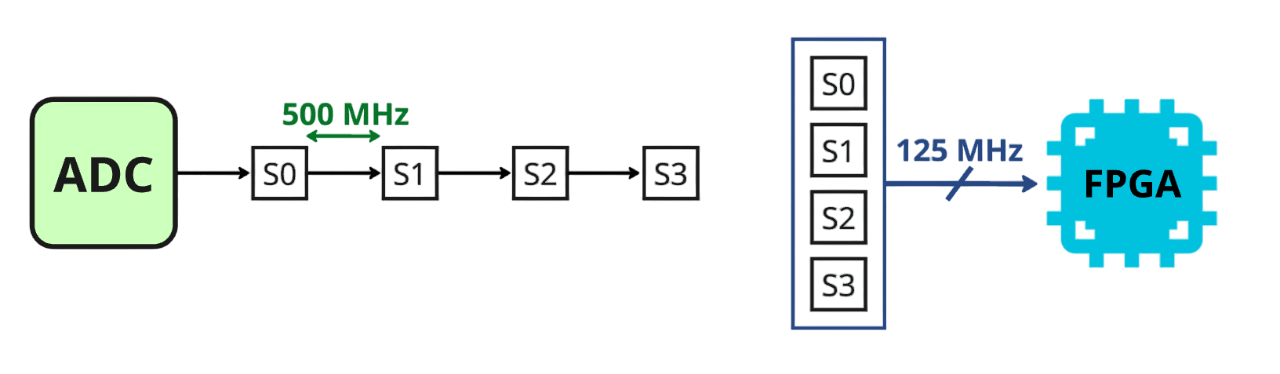 ADC
500 MHz
S0
S1
S2
S3
S0
S1
S2
S3
125 MHz
FPGA